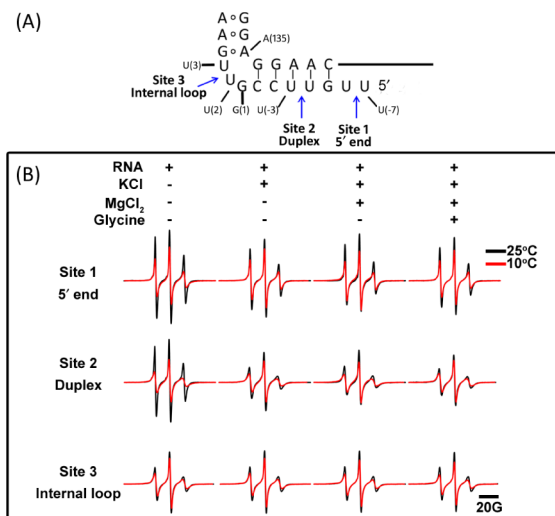 (A)
A o G
A o G
G o A
A A(135)
U(3)
Site 3
Internal loop
U
U
G G A A C
G C C U U G U U 5′
U(2) G(1) U(-3) U(-7)
Site 2
Duplex
Site 1
5′ end
(B)
RNA + + + +
KCl - + + +
MgCl2 - - + +
Glycine - - - +
25°C
10°C
Site 1
5′ end
Site 2
Duplex
Site 3
Internal loop
20G